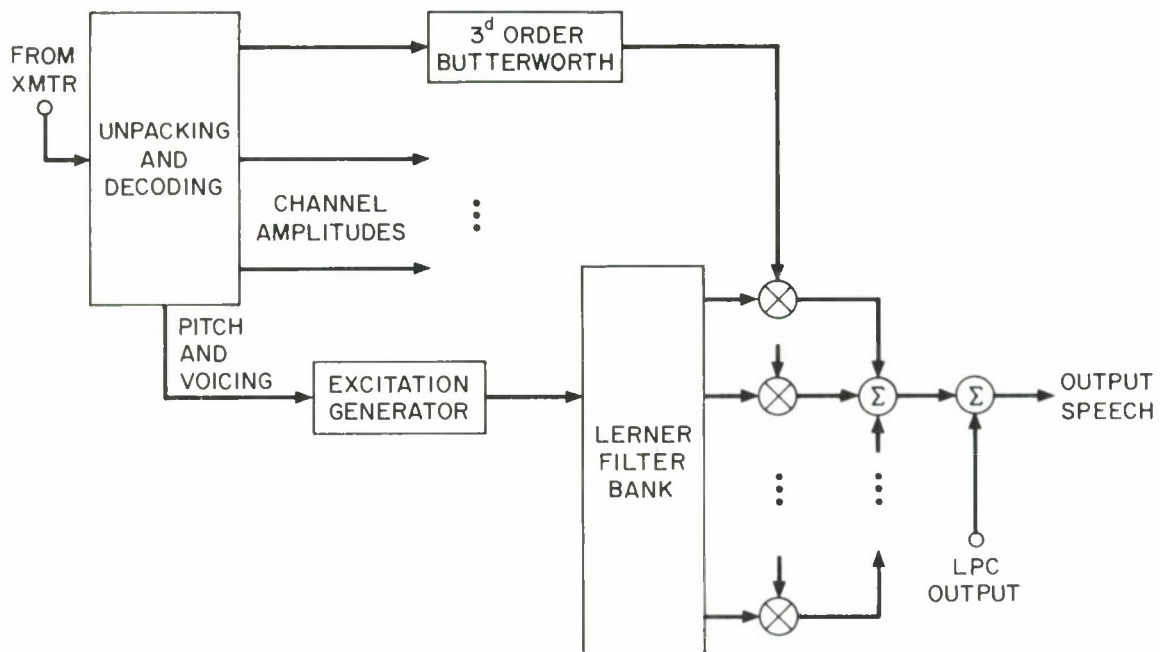 FROM
XMTR
UNPACKING
AND
DECODING
3d ORDER
BUTTERWORTH
CHANNEL
AMPLITUDES
PITCH
AND
VOICING
EXCITATION
GENERATOR
LERNER
FILTER
BANK
Σ
Σ
OUTPUT
SPEECH
LPC
OUTPUT